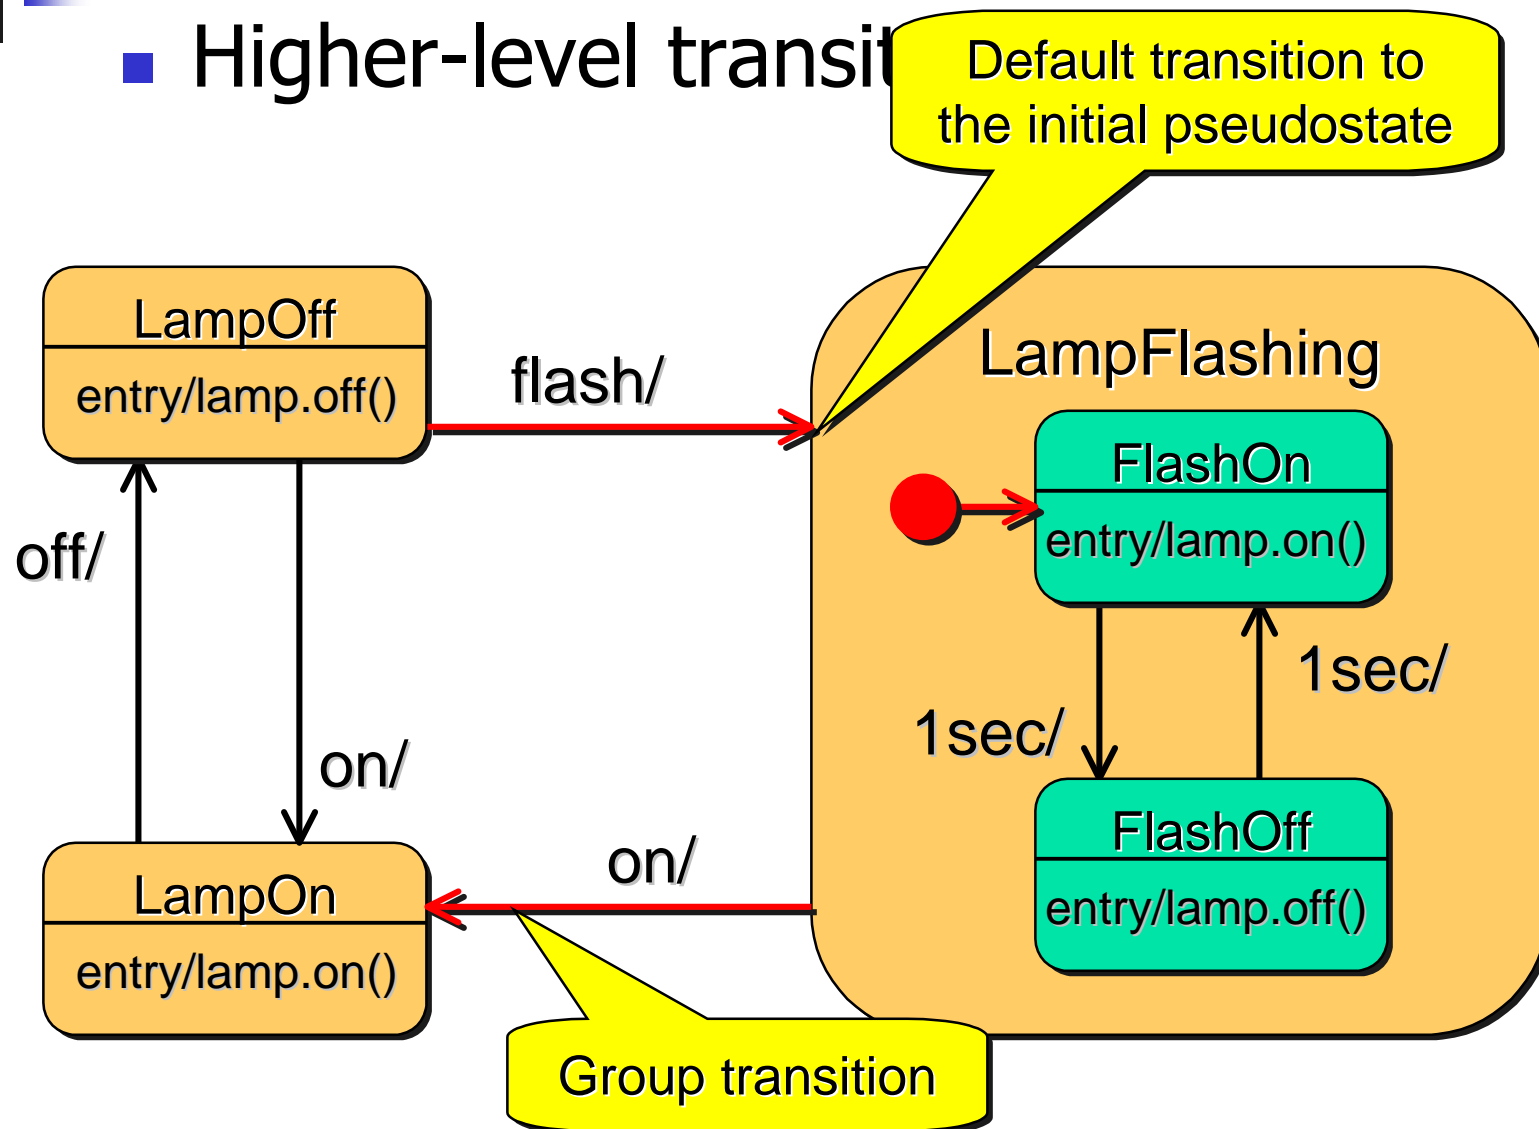 Higher-level transit
Default transition to
the initial pseudostate
LampOff
entry/lamp.off()
flash/
LampFlashing
FlashOn
entry/lamp.on()
off/
1sec/
1sec/
on/
FlashOff
entry/lamp.off()
on/
LampOn
entry/lamp.on()
Group transition